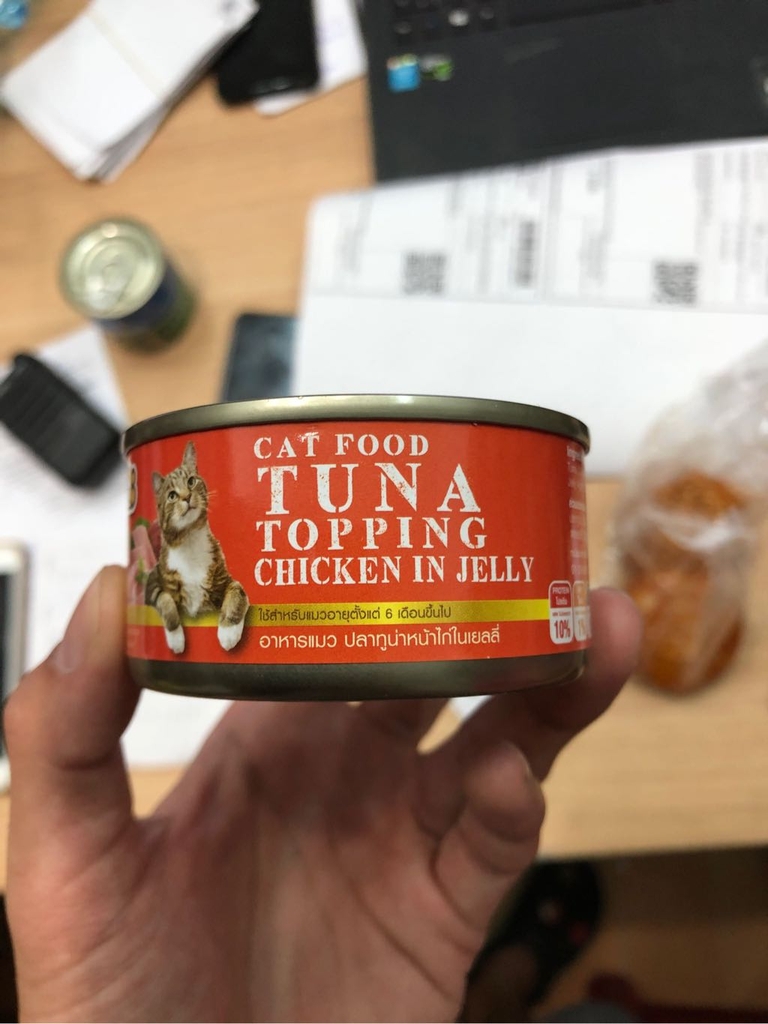 CAT FOOD
TUNA
TOPPING
CHICKEN IN JELLY
ใช้สำหรับแมวอายุตั้งแต่ 6 เดือนขึ้นไป
อาหารแมว ปลาทูน่าหน้าไก่ในเยลลี่
PROTEIN
10%